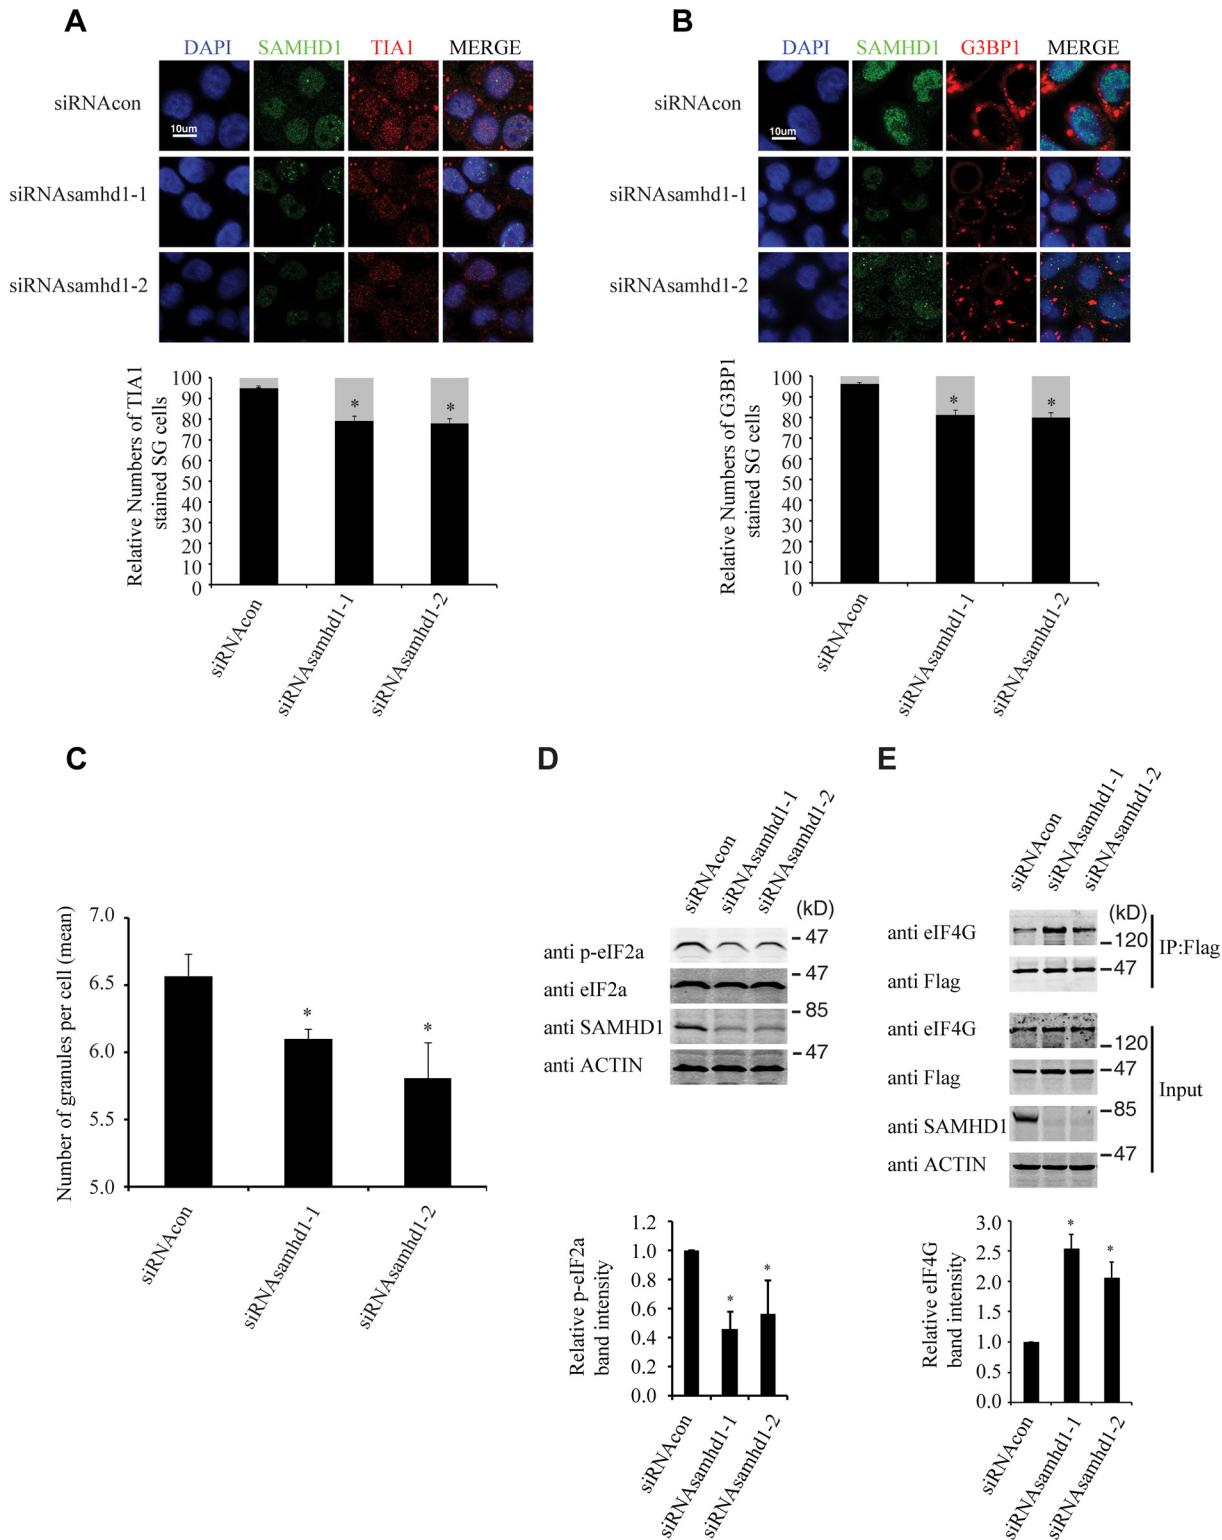 A
DAPI SAMHD1 TIA1 MERGE
siRNAcon
10um
siRNAsamhd1-1
siRNAsamhd1-2
Relative Numbers of TIA1
stained SG cells
100
90
80
70
60
50
40
30
20
10
0
* *
siRNAcon
siRNAsamhd1-1
siRNAsamhd1-2
B
DAPI SAMHD1 G3BP1 MERGE
siRNAcon
10um
siRNAsamhd1-1
siRNAsamhd1-2
Relative Numbers of G3BP1
stained SG cells
100
90
80
70
60
50
40
30
20
10
0
* *
siRNAcon
siRNAsamhd1-1
siRNAsamhd1-2
C
Number of granules per cell (mean)
7.0
6.5
6.0
5.5
5.0
* *
siRNAcon
siRNAsamhd1-1
siRNAsamhd1-2
D
siRNAcon
siRNAsamhd1-1
siRNAsamhd1-2
(kD)
anti p-eIF2a 47
anti eIF2a 47
anti SAMHD1 85
anti ACTIN 47
Relative p-eIF2a
band intensity
1.2
1.0
0.8
0.6
0.4
0.2
0.0
* *
siRNAcon
siRNAsamhd1-1
siRNAsamhd1-2
E
siRNAcon
siRNAsamhd1-1
siRNAsamhd1-2
(kD)
anti eIF4G 120
anti Flag 47
IP:Flag
anti eIF4G 120
anti Flag 47
anti SAMHD1 85
anti ACTIN 47
Input
Relative eIF4G
band intensity
3.0
2.5
2.0
1.5
1.0
0.5
0.0
* *
siRNAcon
siRNAsamhd1-1
siRNAsamhd1-2